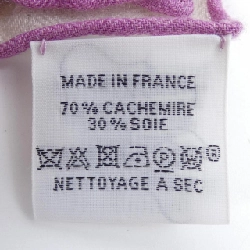 MADE IN FRANCE
70% CACHEMIRE
30% SOIE
®
NETTOYAGE A SEC